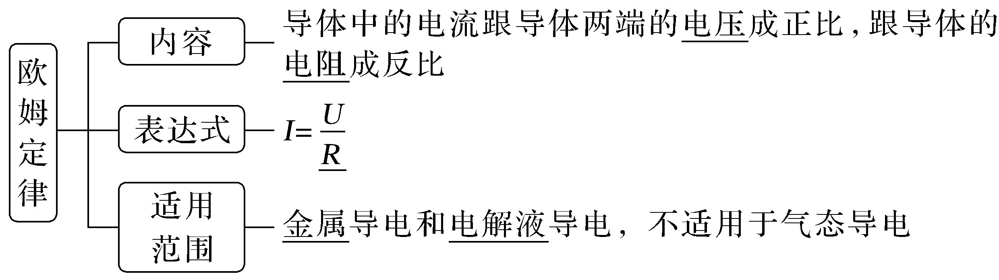 欧姆定律
内容
导体中的电流跟导体两端的电压成正比,跟导体的
电阻成反比
表达式
I=U/R
适用
范围
金属导电和电解液导电,不适用于气态导电